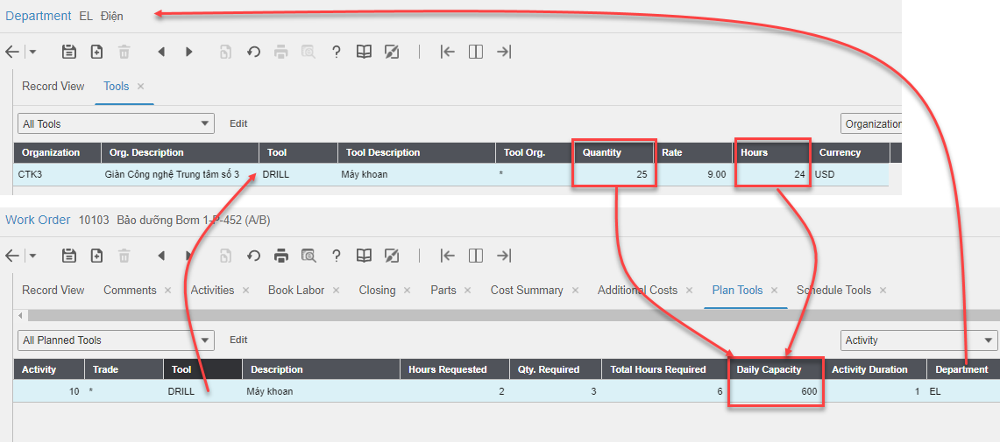 Department EL Điện
Record View Tools
All Tools Edit Organization
Organization Org. Description Tool Tool Description Tool Org. Quantity Rate Hours Currency
CTK3 Giàn Công nghệ Trung tâm số 3 DRILL Máy khoan * 25 9.00 24 USD
Work Order 10103 Bảo dưỡng Bơm 1-P-452 (A/B)
Record View Comments Activities Book Labor Closing Parts Cost Summary Additional Costs Plan Tools Schedule Tools
All Planned Tools Edit Activity
Activity Trade Tool Description Hours Requested Qty. Required Total Hours Required Daily Capacity Activity Duration Department
10 * DRILL Máy khoan 2 3 6 600 1 EL